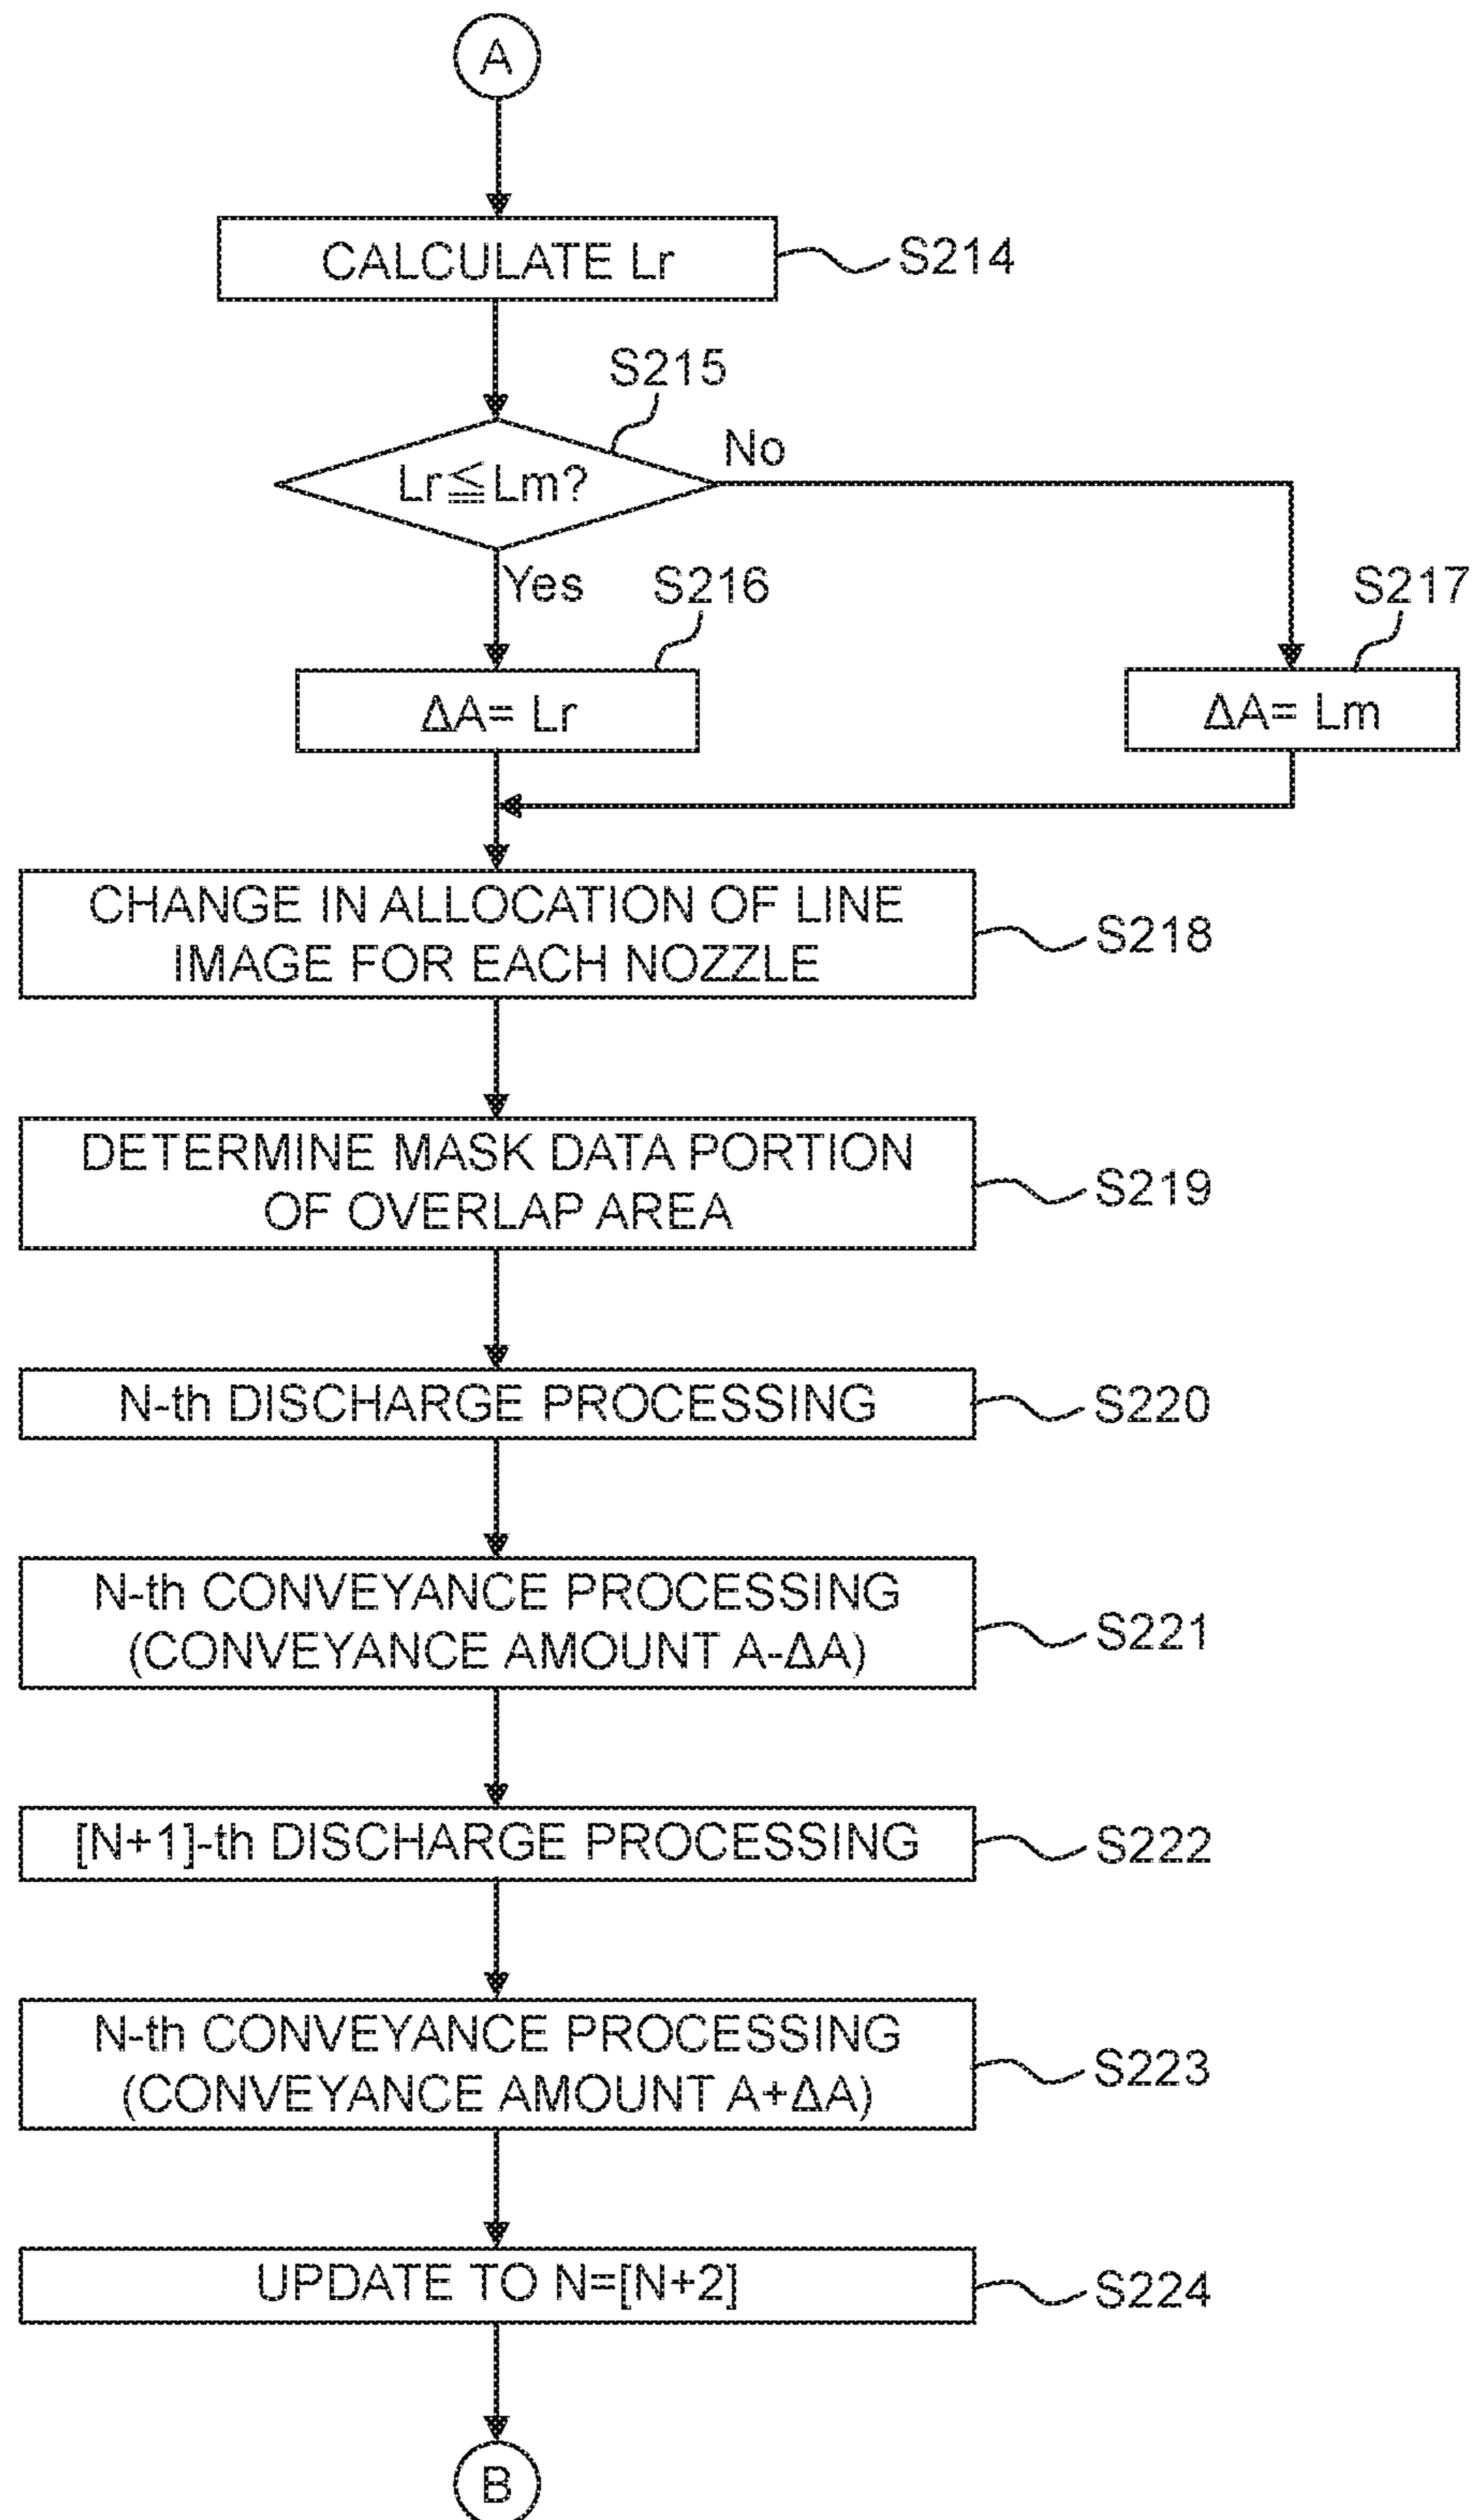 A
CALCULATE Lr
S214
S215
Lr≦Lm?
No
Yes
S216
S217
ΔA= Lr
ΔA= Lm
CHANGE IN ALLOCATION OF LINE
IMAGE FOR EACH NOZZLE
S218
DETERMINE MASK DATA PORTION
OF OVERLAP AREA
S219
N-th DISCHARGE PROCESSING
S220
N-th CONVEYANCE PROCESSING
(CONVEYANCE AMOUNT A-ΔA)
S221
[N+1]-th DISCHARGE PROCESSING
S222
N-th CONVEYANCE PROCESSING
(CONVEYANCE AMOUNT A+ΔA)
S223
UPDATE TO N=[N+2]
S224
B